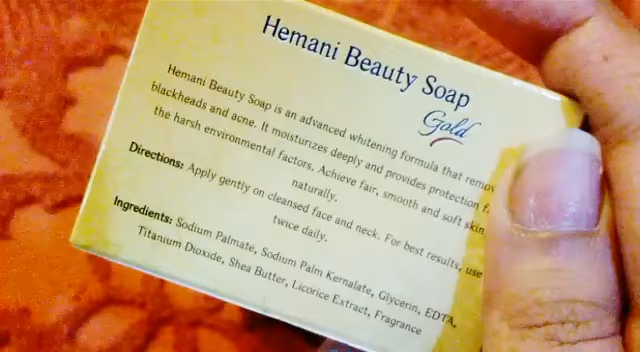 Hemani Beauty Soap
Gold
Hemani Beauty Soap is an advanced whitening formula that
blackheads and acne. It moisturizes deeply and provides protection
the harsh environmental factors. Achieve fair, smooth and soft skin
naturally.
Directions: Apply gently on cleansed face and neck. For best results, use
twice daily.
Ingredients: Sodium Palmate, Sodium Palm Kernalate, Glycerin, EDTA,
Titanium Dioxide, Shea Butter, Licorice Extract, Fragrance